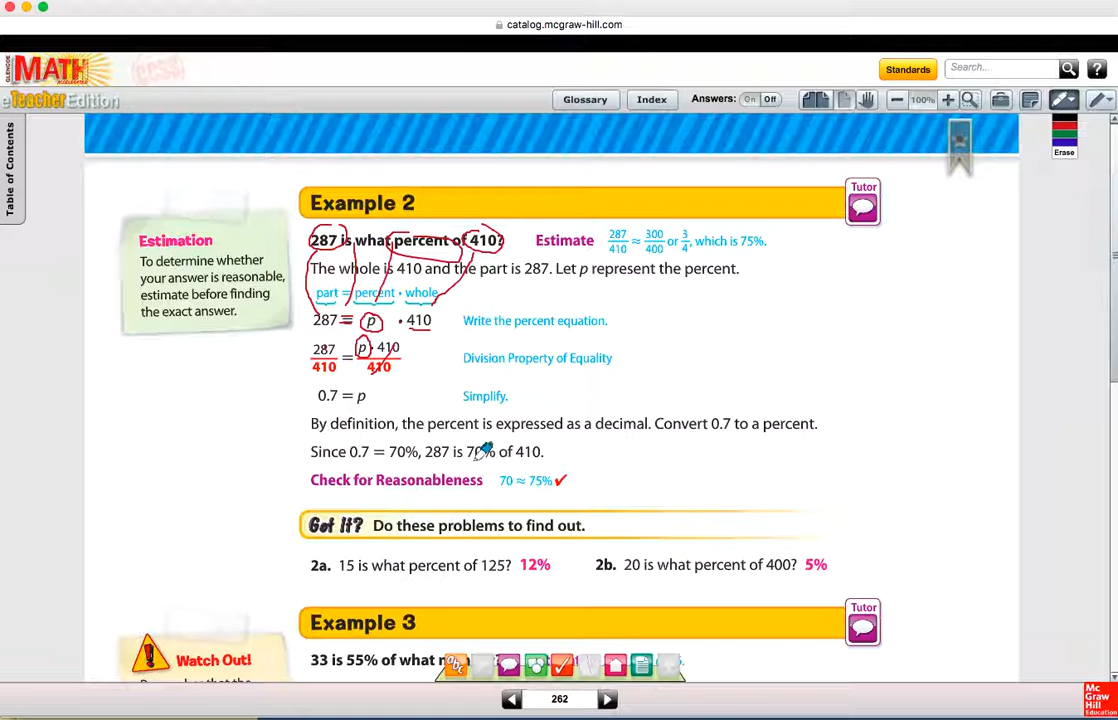 catalog.mcgraw-hill.com
GLENCOE MATH ACCELERATED
eTeacherEdition
Standards
Search...
?
Glossary
Index
Answers: On Off
100%
Erase
Table of Contents
Tutor
Example 2
287 is what percent of 410? Estimate 287/410 ≈ 300/400 or 3/4, which is 75%.
The whole is 410 and the part is 287. Let p represent the percent.
part = percent · whole
287 = p · 410 Write the percent equation.
287/410 = p · 410/410 Division Property of Equality
0.7 = p Simplify.
By definition, the percent is expressed as a decimal. Convert 0.7 to a percent.
Since 0.7 = 70%, 287 is 70% of 410.
Check for Reasonableness 70 ≈ 75% ✓
Estimation
To determine whether
your answer is reasonable,
estimate before finding
the exact answer.
Got It? Do these problems to find out.
2a. 15 is what percent of 125? 12% 2b. 20 is what percent of 400? 5%
Tutor
Example 3
Watch Out!
33 is 55% of what
abc
262
Mc
Graw
Hill
Education